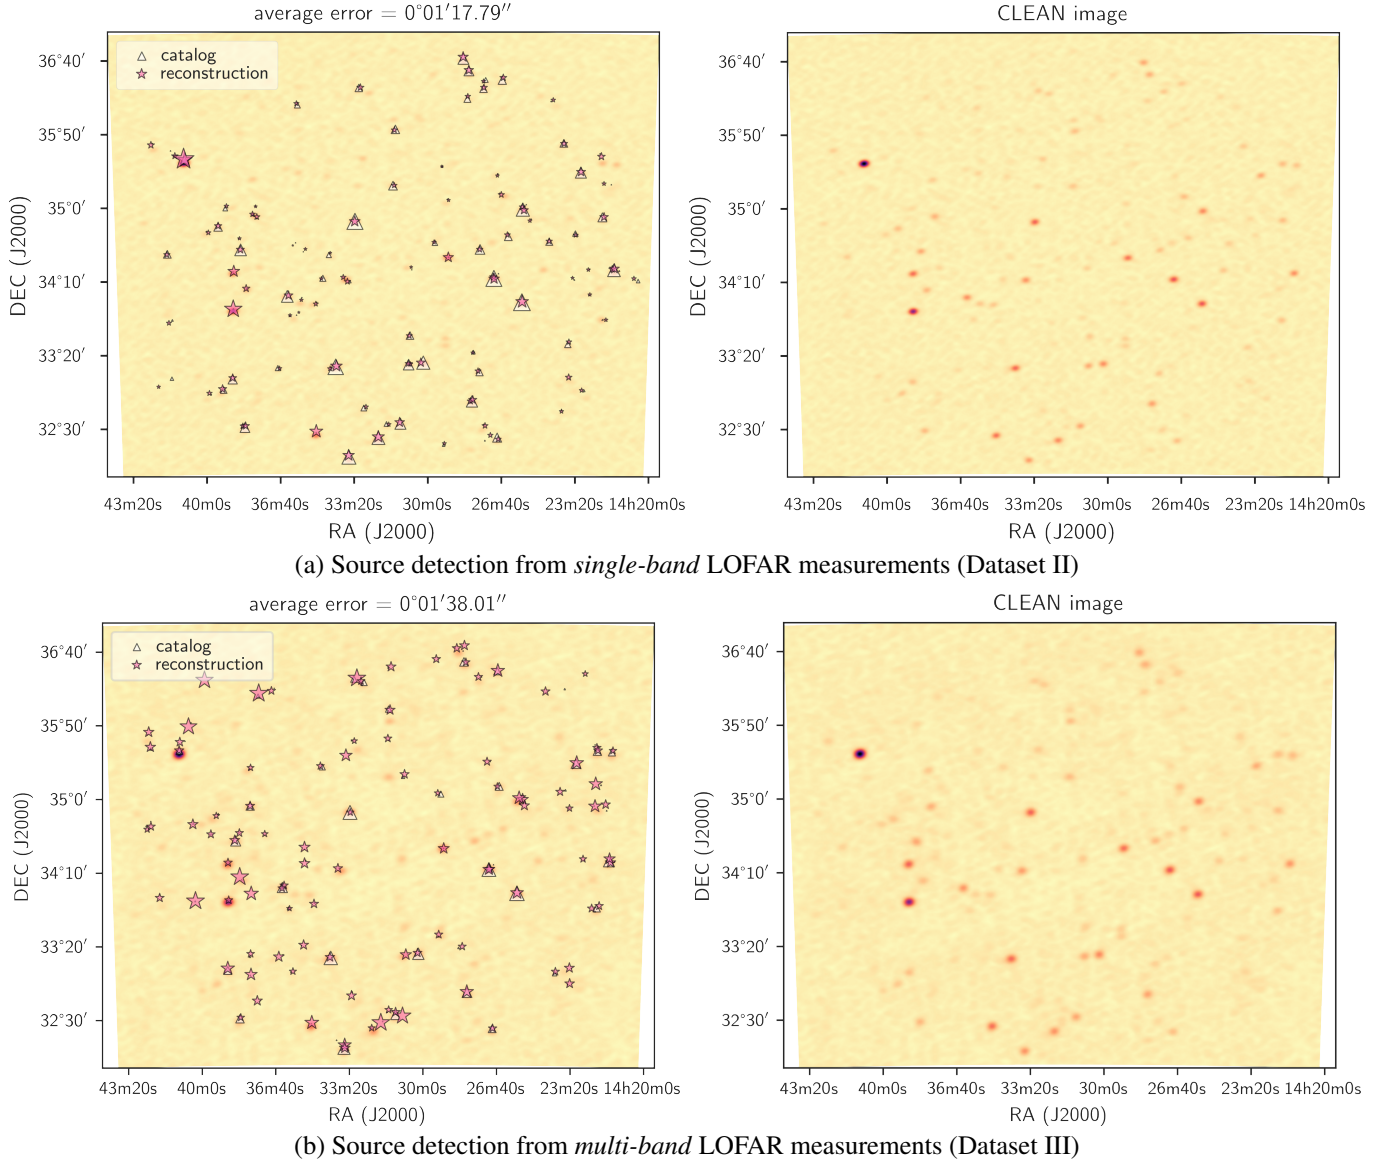 average error = 0°01′17.79″
CLEAN image
catalog
reconstruction
36°40′
35°50′
35°0′
34°10′
33°20′
32°30′
DEC (J2000)
43m20s 40m0s 36m40s 33m20s 30m0s 26m40s 23m20s 14h20m0s
RA (J2000)
36°40′
35°50′
35°0′
34°10′
33°20′
32°30′
DEC (J2000)
43m20s 40m0s 36m40s 33m20s 30m0s 26m40s 23m20s 14h20m0s
RA (J2000)
(a) Source detection from single-band LOFAR measurements (Dataset II)
average error = 0°01′38.01″
CLEAN image
catalog
reconstruction
36°40′
35°50′
35°0′
34°10′
33°20′
32°30′
DEC (J2000)
43m20s 40m0s 36m40s 33m20s 30m0s 26m40s 23m20s 14h20m0s
RA (J2000)
36°40′
35°50′
35°0′
34°10′
33°20′
32°30′
DEC (J2000)
43m20s 40m0s 36m40s 33m20s 30m0s 26m40s 23m20s 14h20m0s
RA (J2000)
(b) Source detection from multi-band LOFAR measurements (Dataset III)